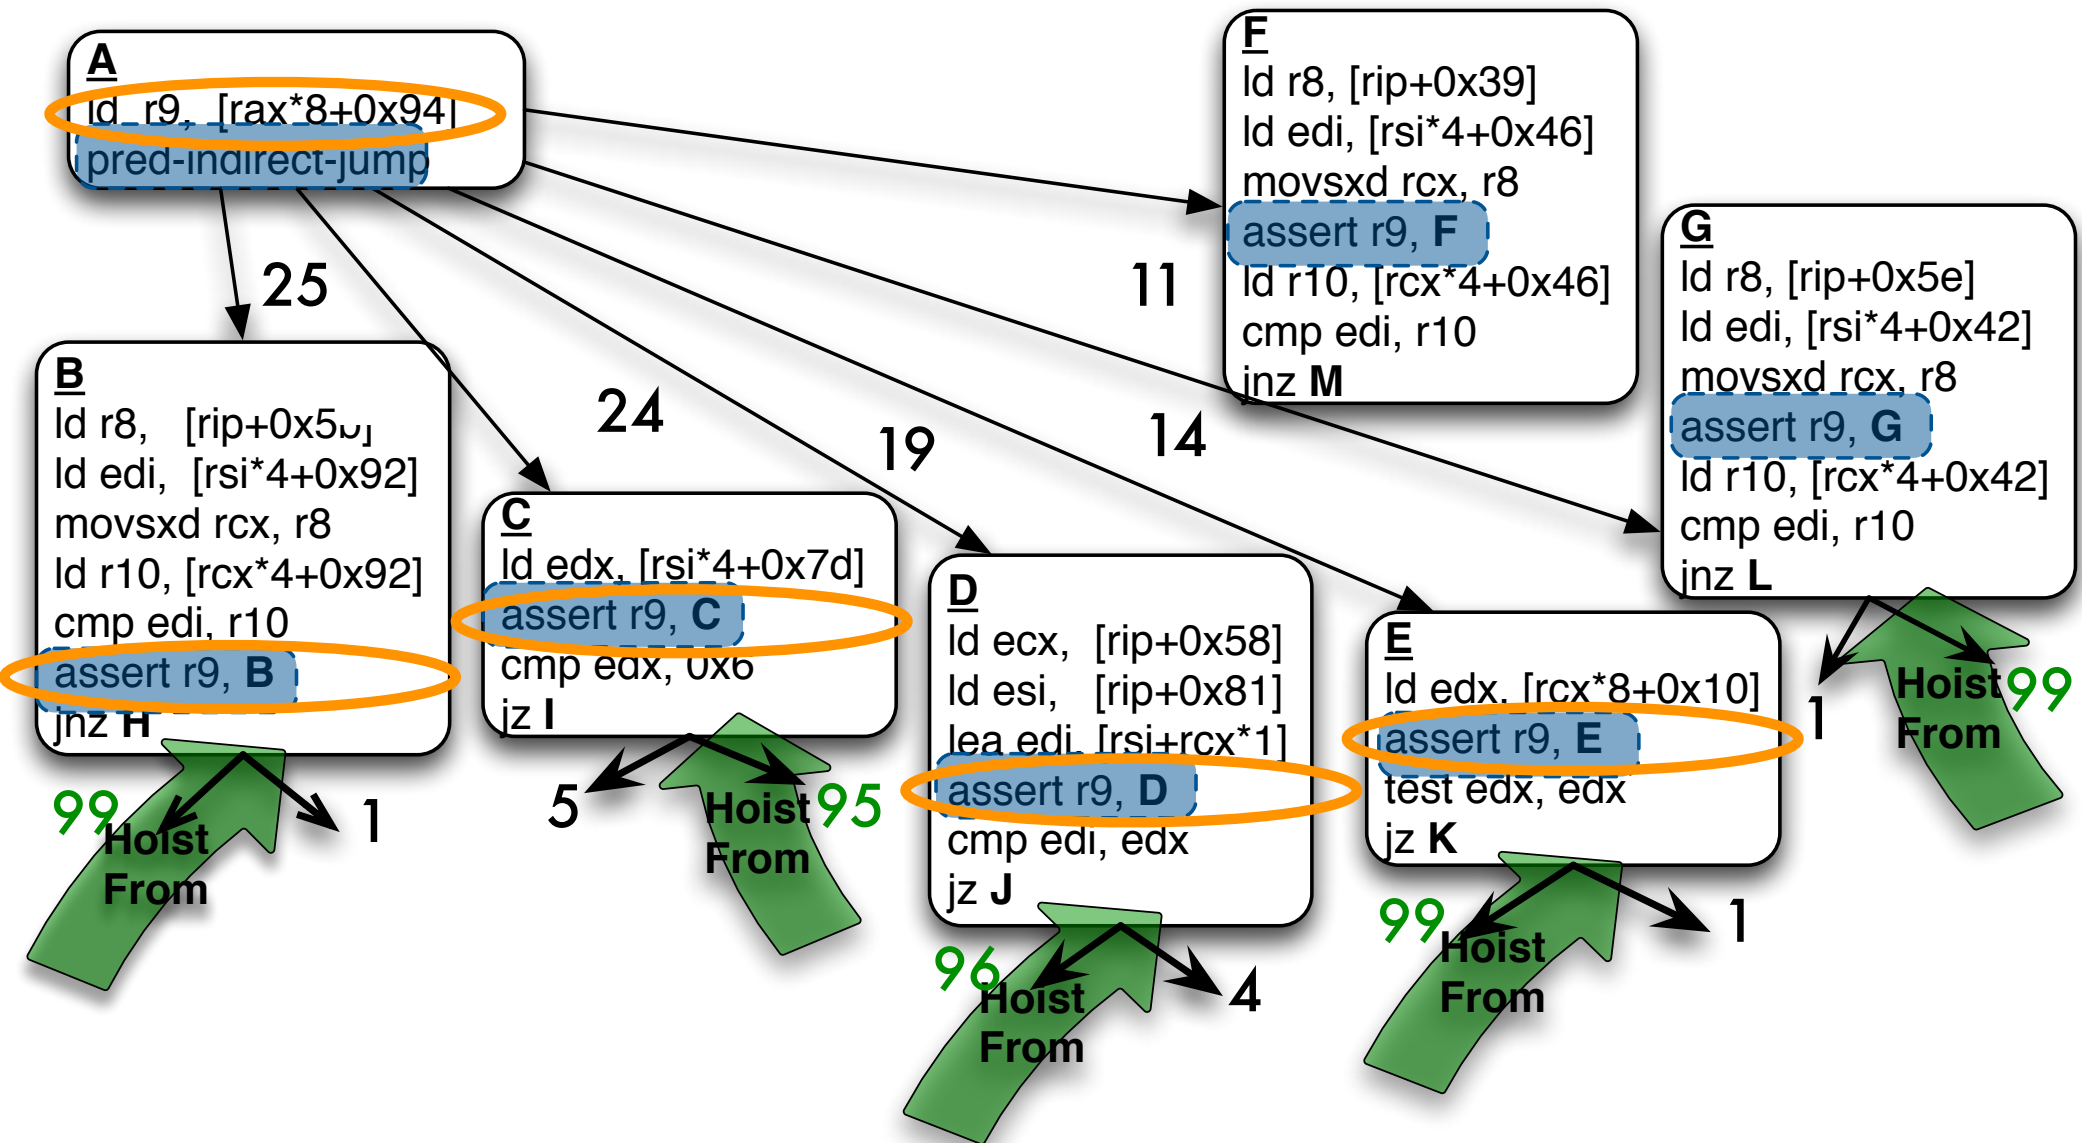 A
ld r9, [rax*8+0x94]
pred-indirect-jump
F
ld r8, [rip+0x39]
ld edi, [rsi*4+0x46]
movsxd rcx, r8
assert r9, F
ld r10, [rcx*4+0x46]
cmp edi, r10
jnz M
G
ld r8, [rip+0x5e]
ld edi, [rsi*4+0x42]
movsxd rcx, r8
assert r9, G
ld r10, [rcx*4+0x42]
cmp edi, r10
jnz L
25
24
19
14
11
B
ld r8, [rip+0x5
ld edi, [rsi*4+0x92]
movsxd rcx, r8
ld r10, [rcx*4+0x92]
cmp edi, r10
assert r9, B
jnz H
C
ld edx, [rsi*4+0x7d]
assert r9, C
cmp edx, 0x6
jz I
D
ld ecx, [rip+0x58]
ld esi, [rip+0x81]
lea edi, [rsi+rcx*1]
assert r9, D
cmp edi, edx
jz J
E
ld edx, [rcx*8+0x10]
assert r9, E
test edx, edx
jz K
99
Hoist
From
1
5
Hoist
From
95
96
Hoist
From
4
99
Hoist
From
1
1
Hoist
From
99